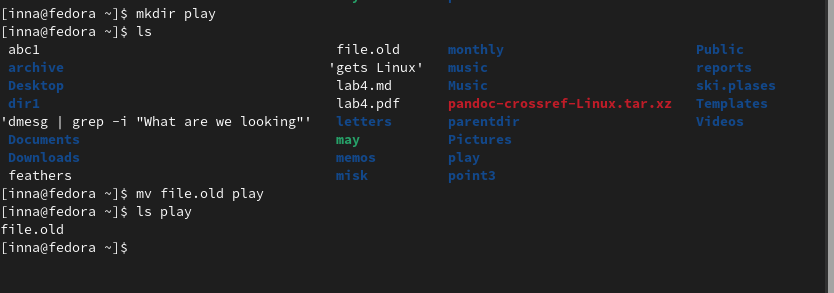 [inna@fedora ~]$ mkdir play
[inna@fedora ~]$ ls
abc1 file.old monthly Public
archive 'gets Linux' music reports
Desktop lab4.md Music ski.plases
dir1 lab4.pdf pandoc-crossref-Linux.tar.xz Templates
'dmesg | grep -i "What are we looking"' letters parentdir Videos
Documents may Pictures
Downloads memos play
feathers misk point3
[inna@fedora ~]$ mv file.old play
[inna@fedora ~]$ ls play
file.old
[inna@fedora ~]$